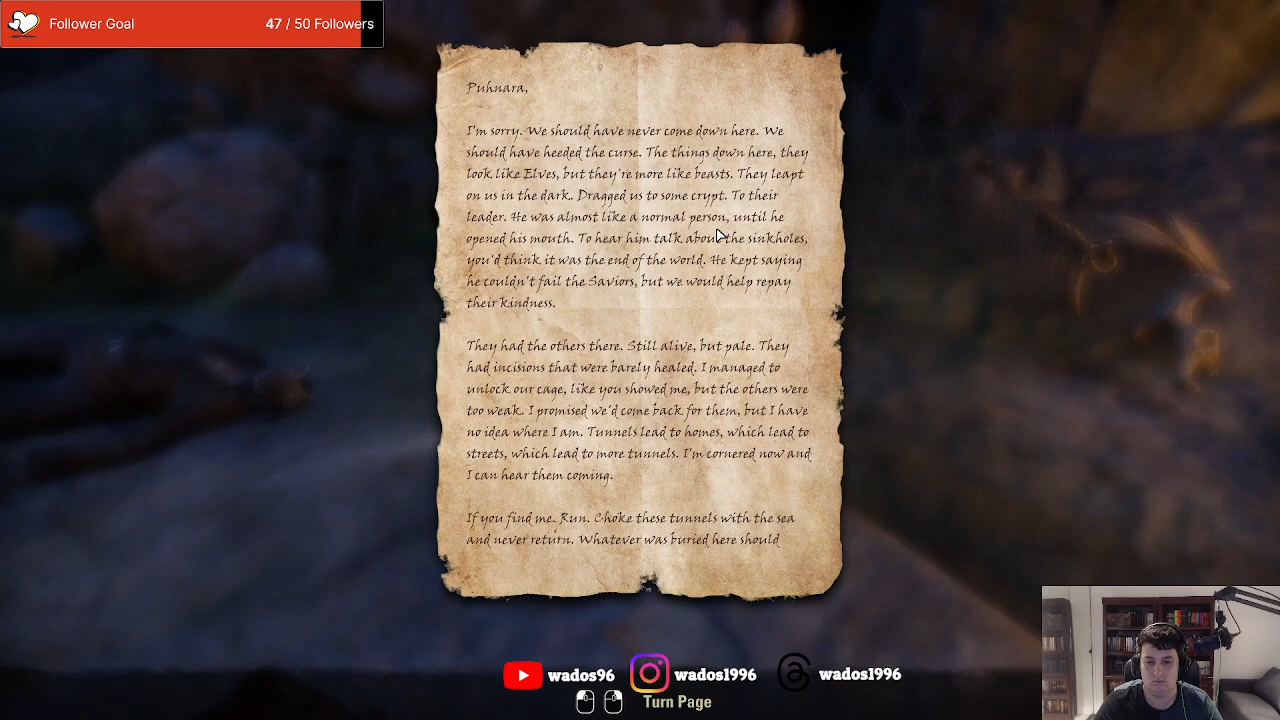 Follower Goal
47 / 50 Followers
Puhnara,
I'm sorry. We should have never come down here. We
should have heeded the curse. The things down here, they
look like Elves, but they're more like beasts. They leapt
on us in the dark. Dragged us to some crypt. To their
leader. He was almost like a normal person, until he
opened his mouth. To hear him talk about the sinkholes,
you'd think it was the end of the world. He kept saying
he couldn't fail the Saviors, but we would help repay
their kindness.
They had the others there. Still alive, but pale. They
had incisions that were barely healed. I managed to
unlock our cage, like you showed me, but the others were
too weak. I promised we'd come back for them, but I have
no idea where I am. Tunnels lead to homes, which lead to
streets, which lead to more tunnels. I'm cornered now and
I can hear them coming.
If you find me. Run. Choke these tunnels with the sea
and never return. Whatever was buried here should
wados96
wados1996
wados1996
Turn Page